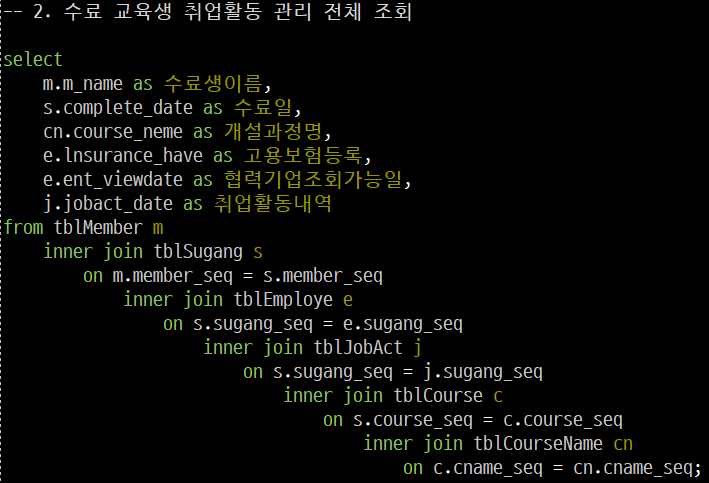 -- 2. 수료 교육생 취업활동 관리 전체 조회
select
m.m_name as 수료생이름,
s.complete_date as 수료일,
cn.course_neme as 개설과정명,
e.lnsurance_have as 고용보험등록,
e.ent_viewdate as 협력기업조회가능일,
j.jobact_date as 취업활동내역
from tblMember m
inner join tblSugang s
on m.member_seq = s.member_seq
inner join tblEmploye e
on s.sugang_seq = e.sugang_seq
inner join tblJobAct j
on s.sugang_seq = j.sugang_seq
inner join tblCourse c
on s.course_seq = c.course_seq
inner join tblCourseName cn
on c.cname_seq = cn.cname_seq;